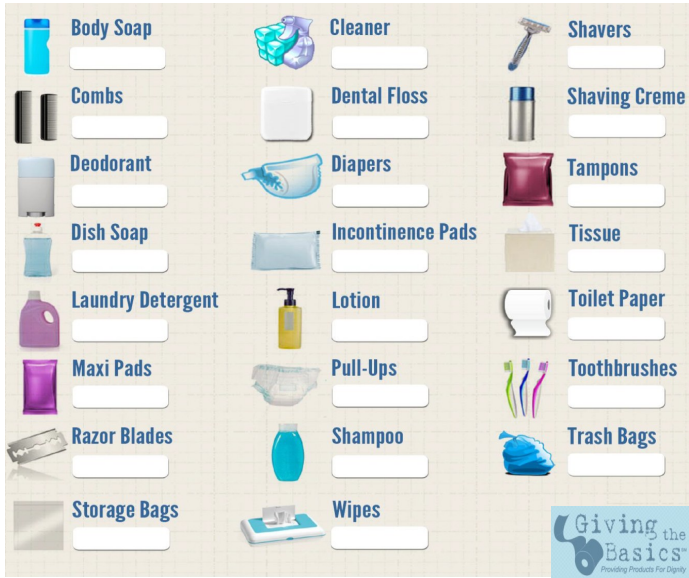 Body Soap
Cleaner
Shavers
Combs
Dental Floss
Shaving Creme
Deodorant
Diapers
Tampons
Dish Soap
Incontinence Pads
Tissue
Laundry Detergent
Lotion
Toilet Paper
Maxi Pads
Pull-Ups
Toothbrushes
Razor Blades
Shampoo
Trash Bags
Storage Bags
Wipes
Giving the
Basics
Providing Products For Dignity